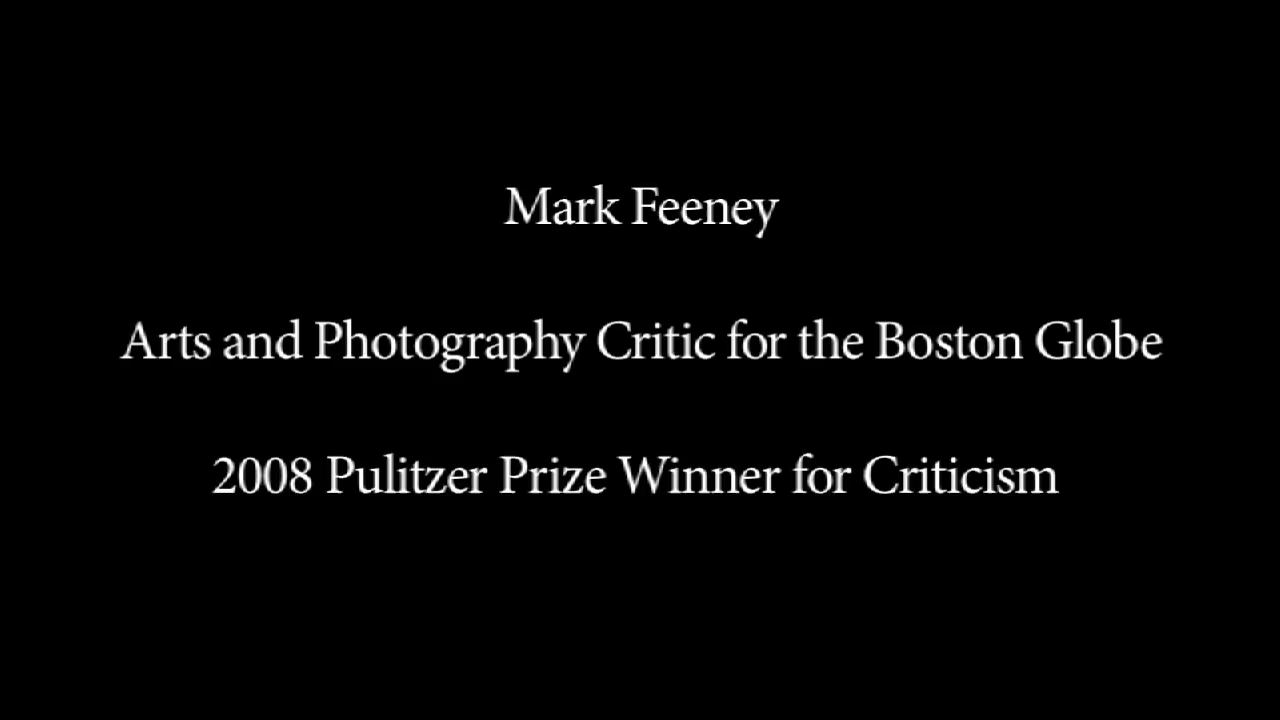 Mark Feeney
Arts and Photography Critic for the Boston Globe
2008 Pulitzer Prize Winner for Criticism